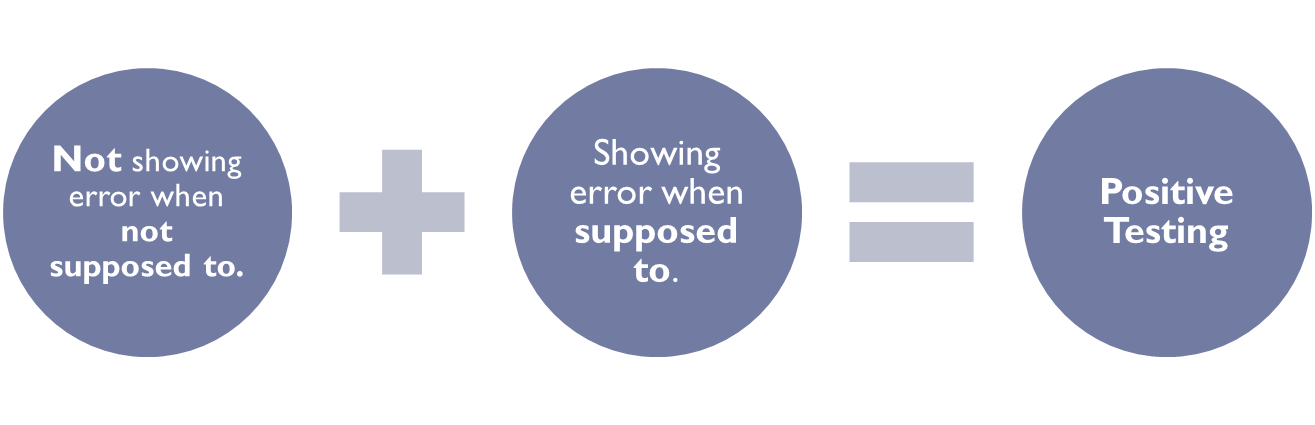 Not showing
error when
not
supposed to.
Showing
error when
supposed
to.
Positive
Testing